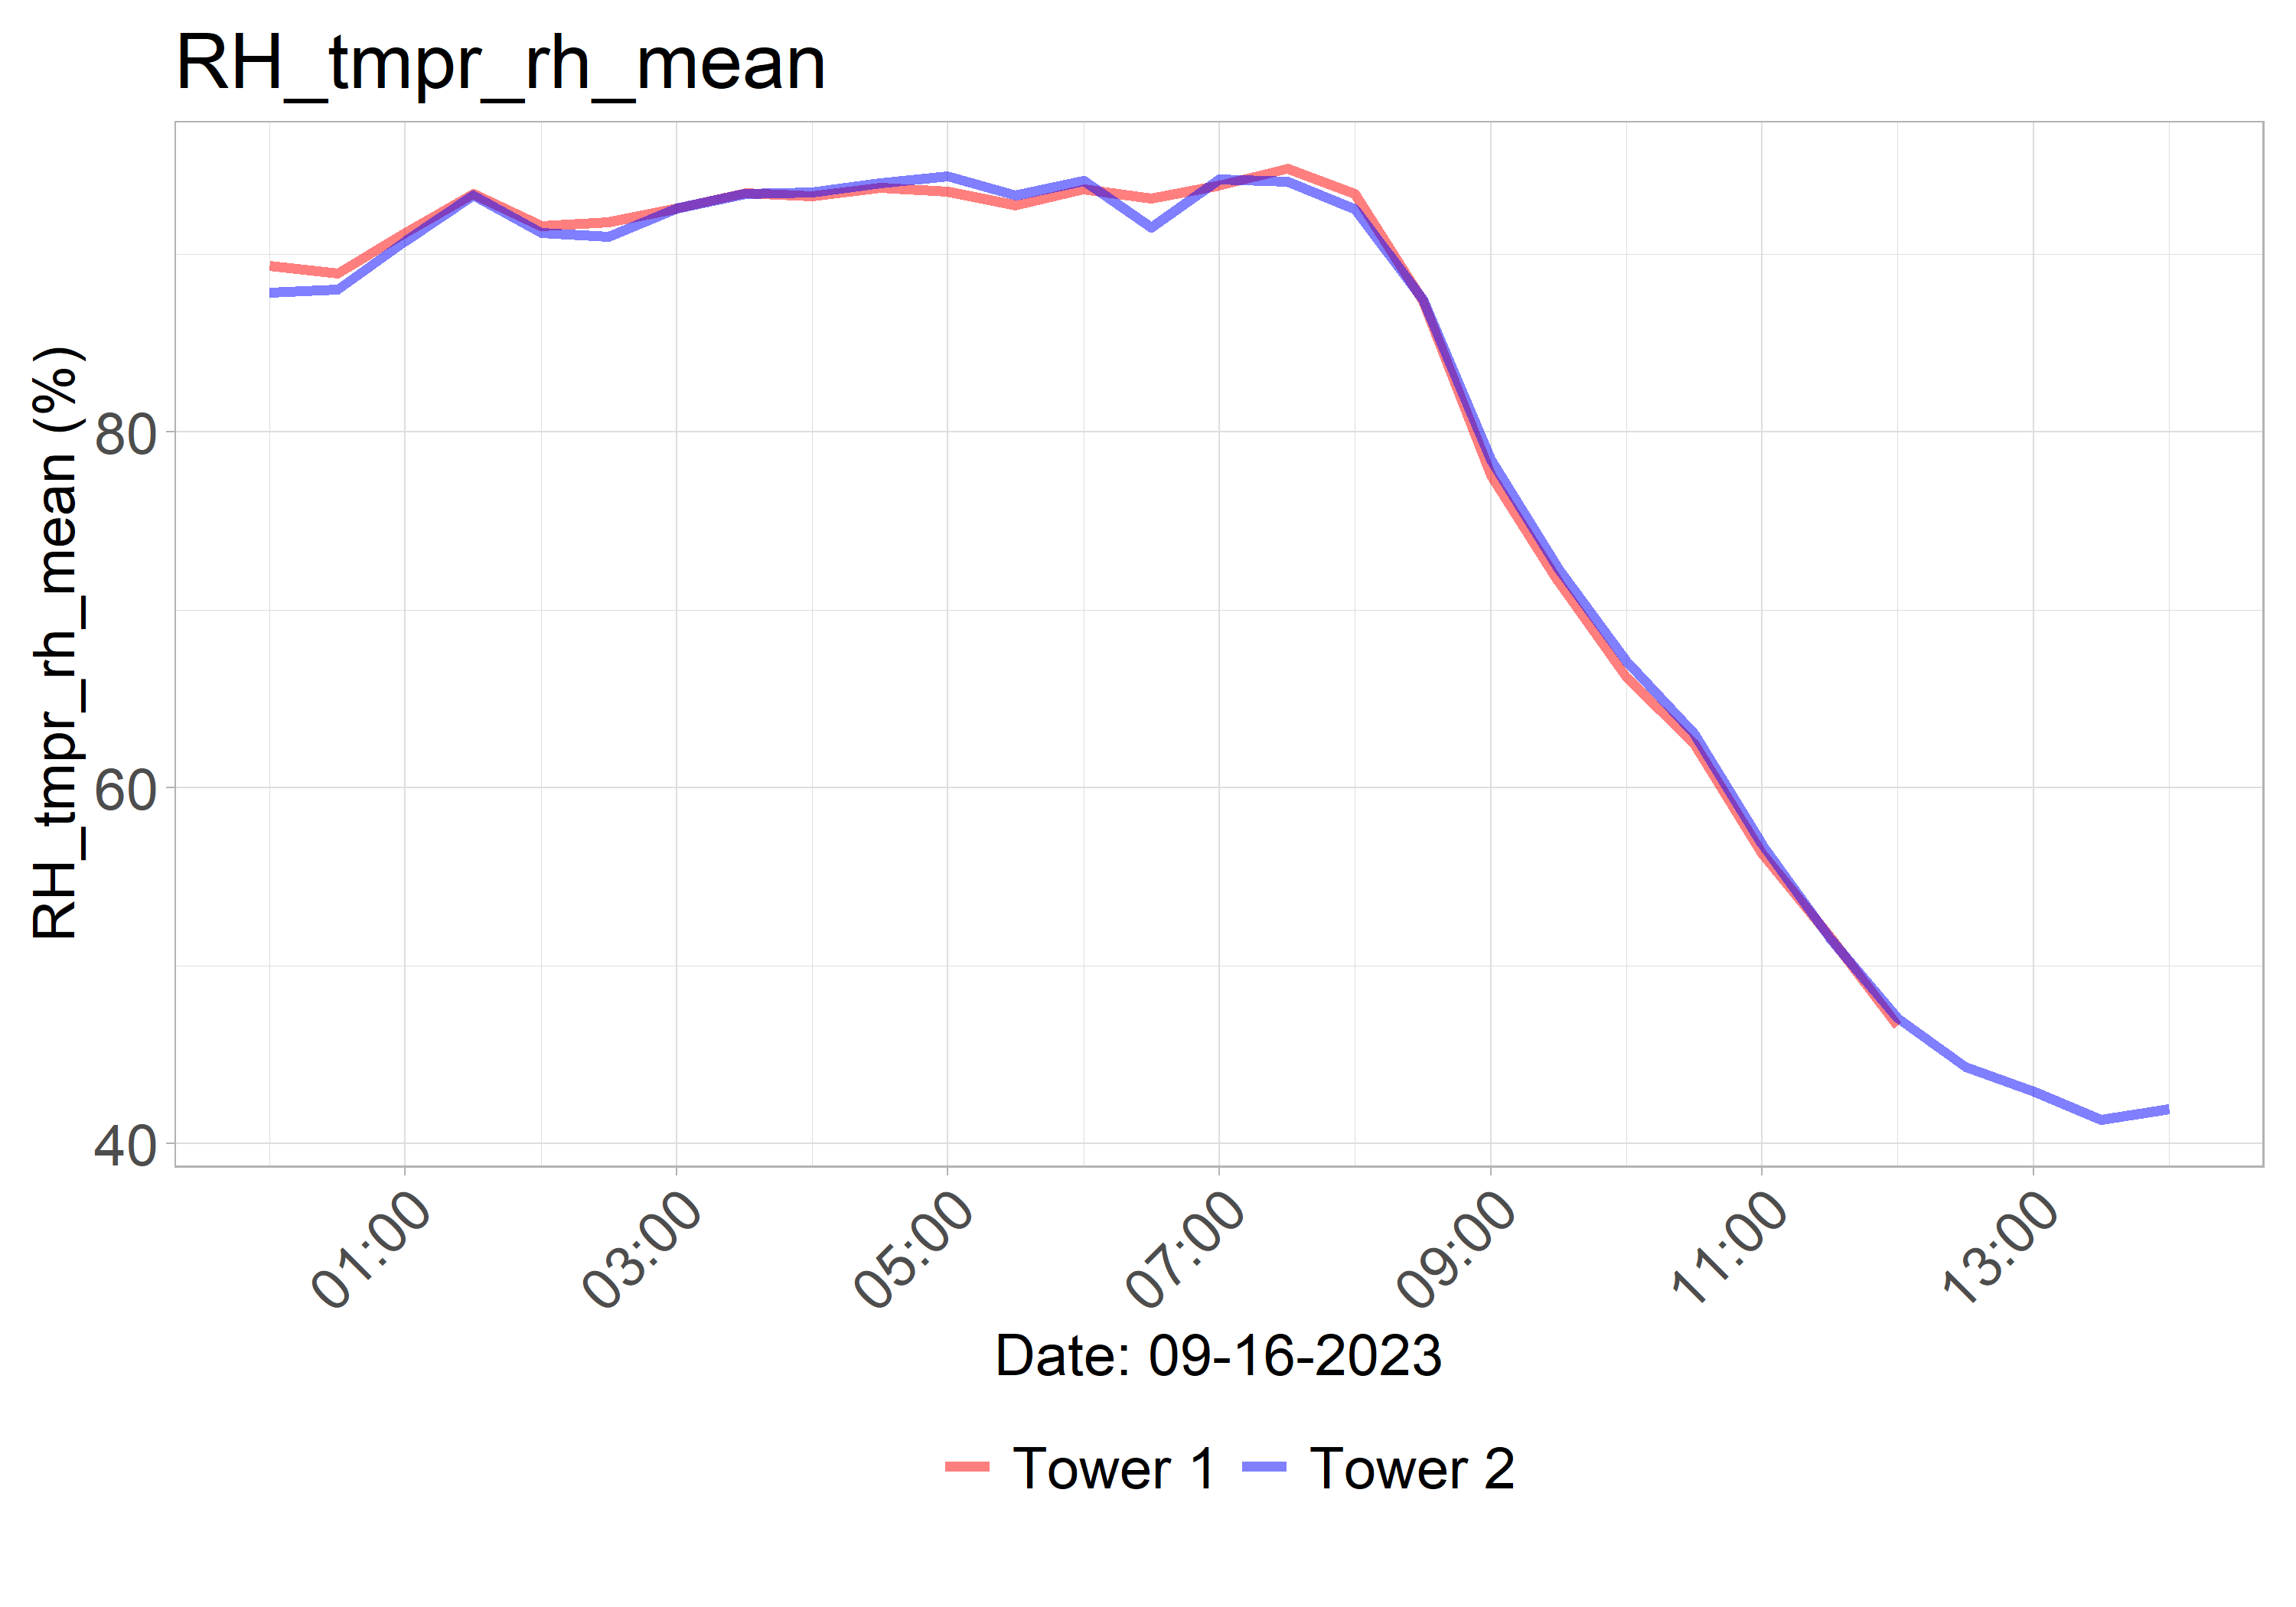 RH_tmpr_rh_mean
RH_tmpr_rh_mean (%)
80
60
40
01:00
03:00
05:00
07:00
09:00
11:00
13:00
Date: 09-16-2023
Tower 1
Tower 2